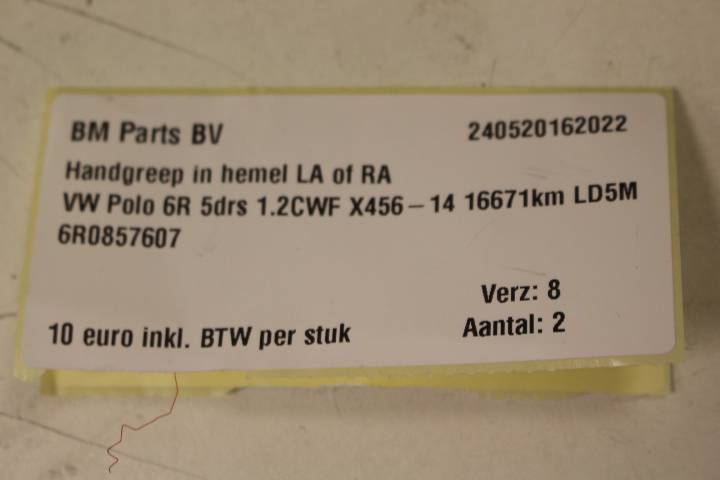 BM Parts BV 240520162022
Handgreep in hemel LA of RA
VW Polo 6R 5drs 1.2CWF X456-14 16671km LD5M
6R0857607
Verz: 8
10 euro inkl. BTW per stuk Aantal: 2